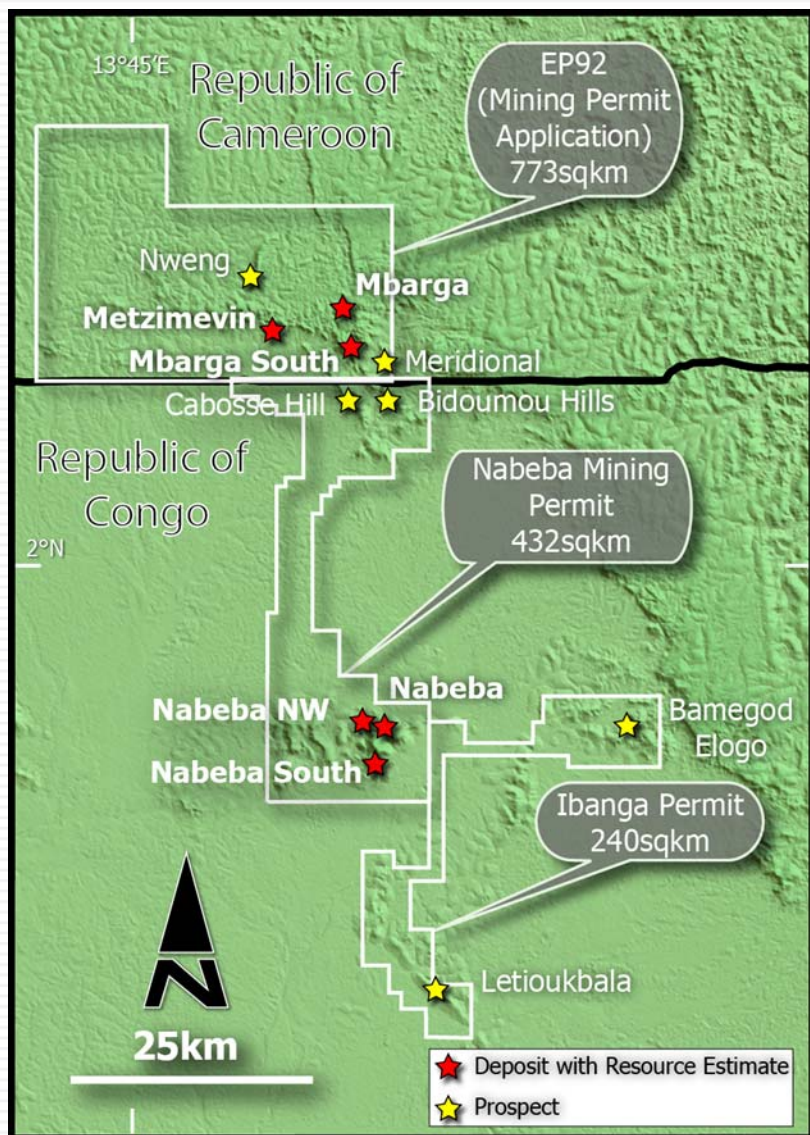 13°45'E
Republic of
Cameroon
EP92
(Mining Permit
Application)
773sqkm
Nweng
Mbarga
Metzimevin
Mbarga South
Meridional
Cabosse Hill
Bidoumou Hills
Republic of
Congo
Nabeba Mining
Permit
432sqkm
2°N
Nabeba
Nabeba NW
Bamegod
Elogo
Nabeba South
Ibanga Permit
240sqkm
N
Letioukbala
25km
Deposit with Resource Estimate
Prospect